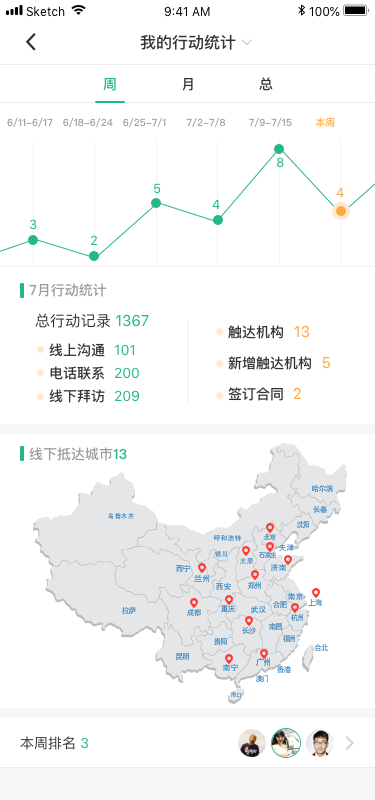 Sketch 9:41 AM 100%
我的行动统计
周 月 总
6/11-6/17 6/18-6/24 6/25-7/1 7/2-7/8 7/9-7/15 本周
3 2 5 4 8 4
7月行动统计
总行动记录 1367
线上沟通 101
电话联系 200
线下拜访 209
触达机构 13
新增触达机构 5
签订合同 2
线下抵达城市13
哈尔滨
长春
乌鲁木齐
沈阳
呼和浩特 北京
银川 石家庄 天津
太原
西宁 济南
兰州
西安 郑州
南京
拉萨 成都 重庆 武汉 合肥 上海
杭州
长沙 南昌
贵阳 福州
台北
昆明 南宁 广州
香港
澳门
海口
本周排名 3